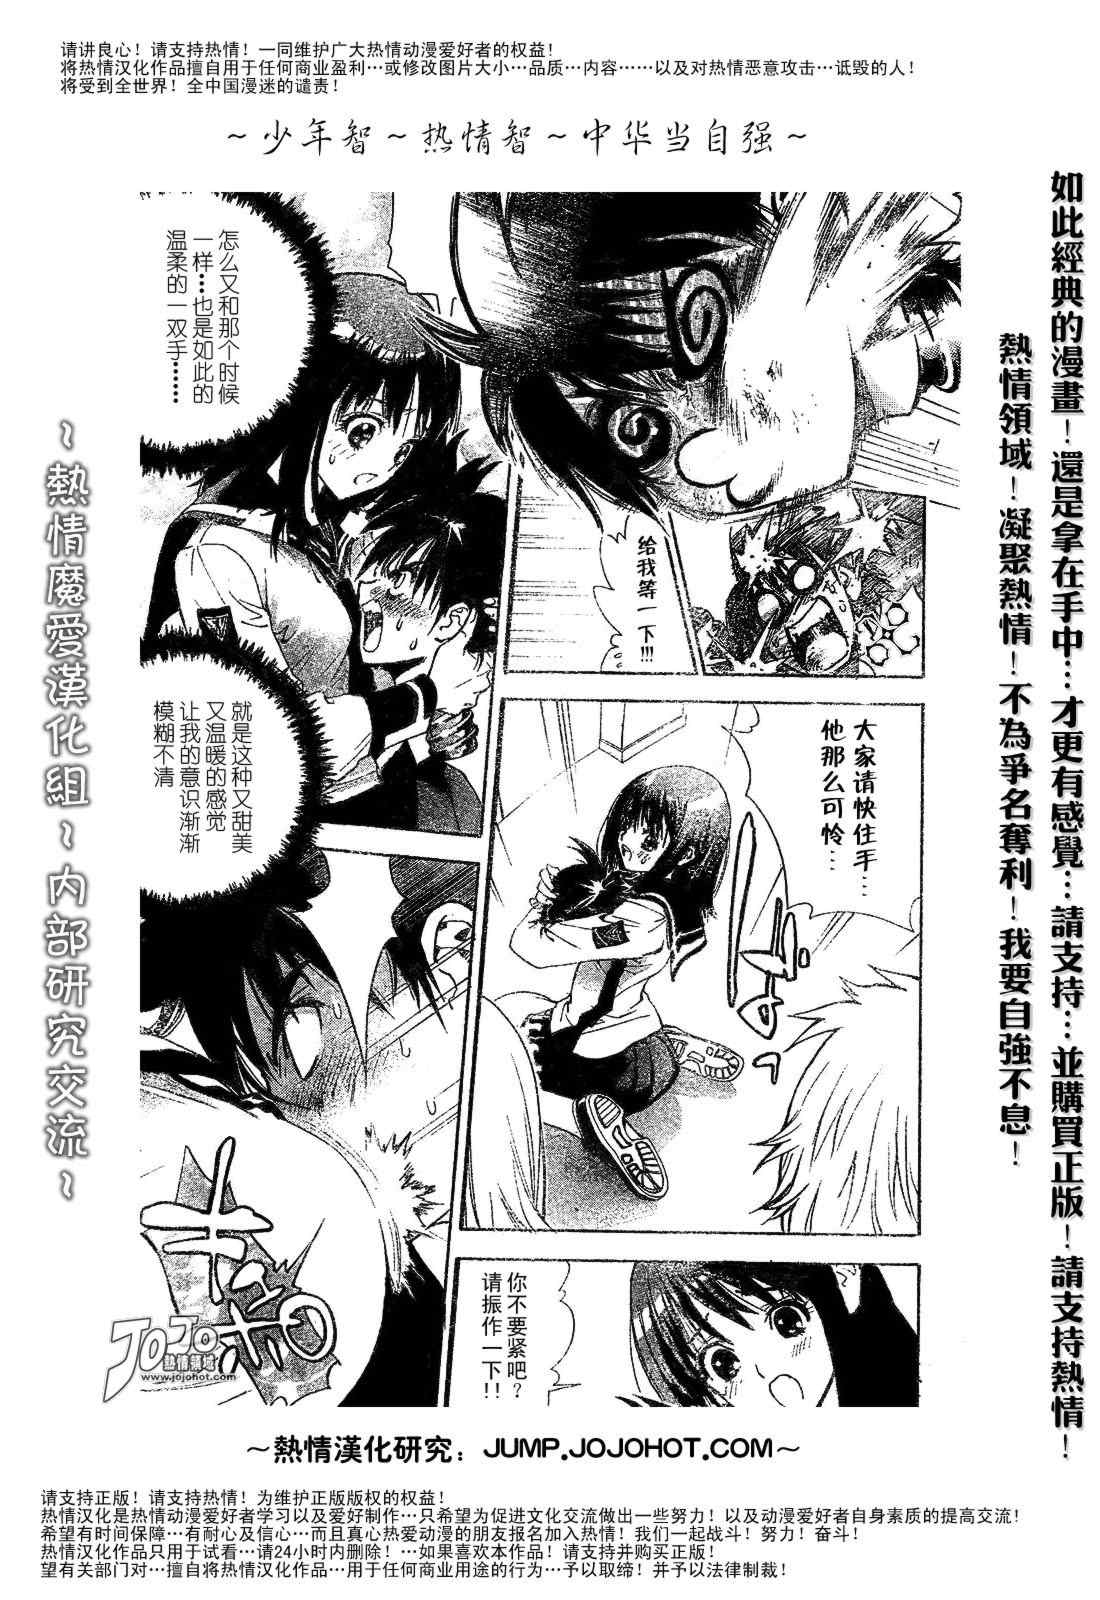 请讲良心！请支持热情！一同维护广大热情动漫爱好者的权益！
将热情汉化作品擅自用于任何商业盈利…或修改图片大小…品质…内容……以及对热情恶意攻击…诋毁的人！
将受到全世界！全中国漫迷的谴责！
～少年智～热情智～中华当自强～
如此經典的漫畫！還是拿在手中…才更有感覺…請支持…並購買正版！請支持熱情！
熱情領域！凝聚熱情！不為爭名奪利！我要自強不息！
～熱情魔愛漢化組～内部研究交流～
给我等一下!!!
怎么又和那个时候
一样…也是如此的
温柔的一双手……
大家请快住手…
他那么可怜…
就是这种又甜美
又温暖的感觉
让我的意识渐渐
模糊不清
你不要紧吧？
请振作一下!!
JOJO
熱情領域
www.jojohot.com
～熱情漢化研究：JUMP.JOJOHOT.COM～
请支持正版！请支持热情！为维护正版版权的权益！
热情汉化是热情动漫爱好者学习以及爱好制作…只希望为促进文化交流做出一些努力！以及动漫爱好者自身素质的提高交流！
希望有时间保障…有耐心及信心…而且真心热爱动漫的朋友报名加入热情！我们一起战斗！努力！奋斗！
热情汉化作品只用于试看…请24小时内删除！…如果喜欢本作品！请支持并购买正版！
望有关部门对…擅自将热情汉化作品…用于任何商业用途的行为…予以取缔！并予以法律制裁！